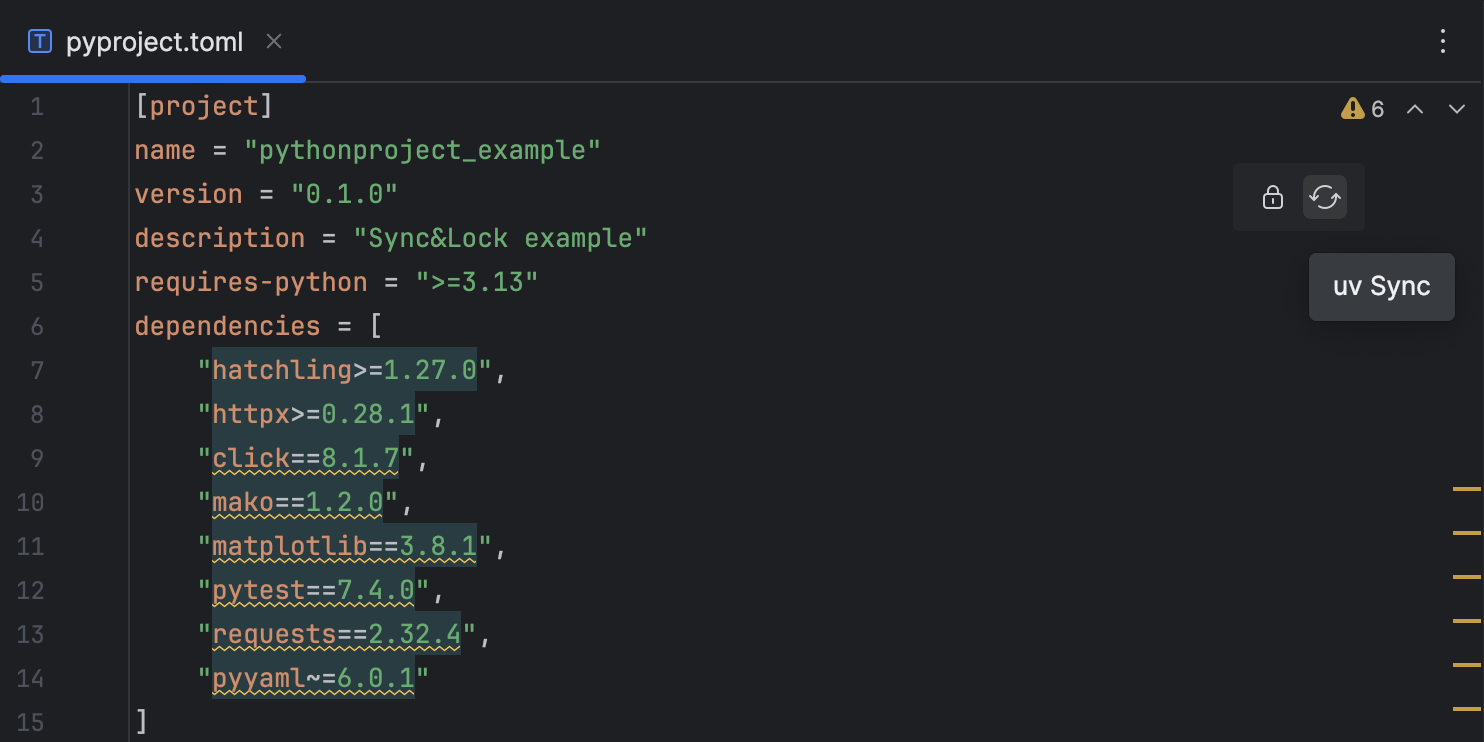 T pyproject.toml
1 [project]
6
2 name = "pythonproject_example"
3 version = "0.1.0"
4 description = "Sync&Lock example"
5 requires-python = ">=3.13"
uv Sync
6 dependencies = [
7 "hatchling>=1.27.0",
8 "httpx>=0.28.1",
9 "click==8.1.7",
10 "mako==1.2.0",
11 "matplotlib==3.8.1",
12 "pytest==7.4.0",
13 "requests==2.32.4",
14 "pyyaml~=6.0.1"
15 ]